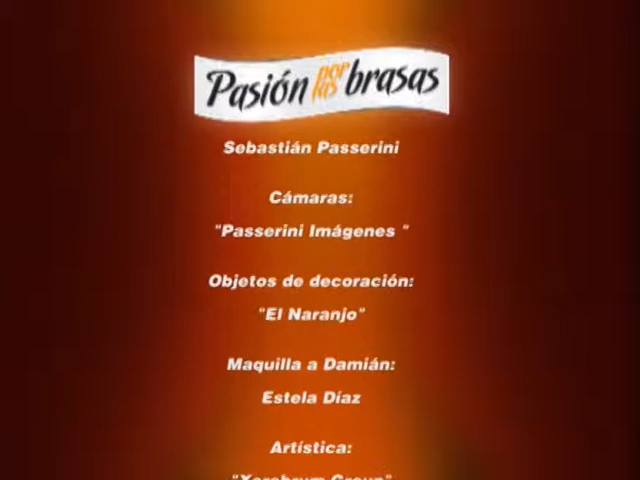 Pasión por las brasas
Sebastián Passerini
Cámaras:
"Passerini Imágenes "
Objetos de decoración:
"El Naranjo"
Maquilla a Damián:
Estela Díaz
Artística: